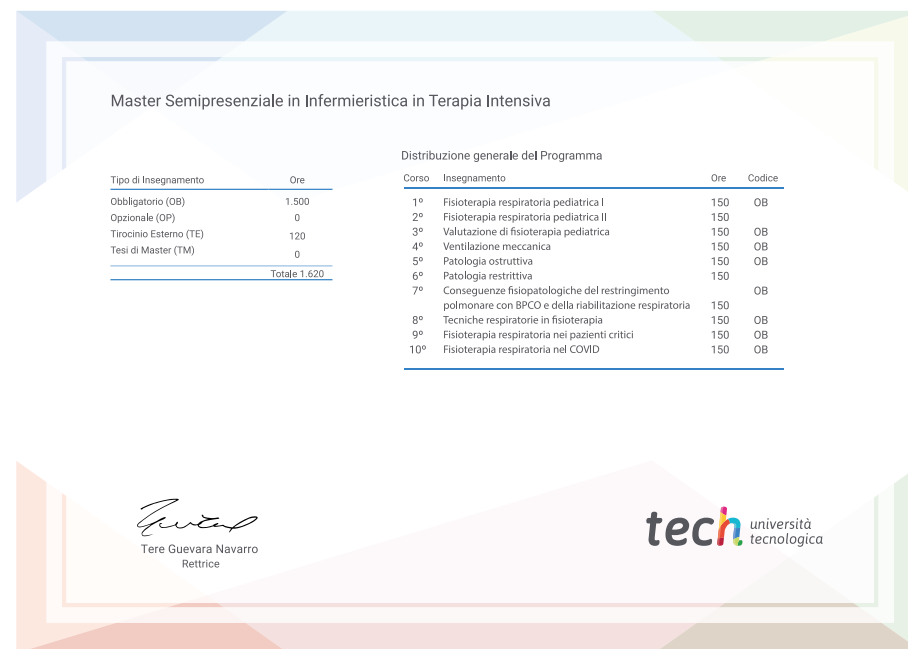 Master Semipresenziale in Infermieristica in Terapia Intensiva
Tipo di Insegnamento Ore
Obbligatorio (OB) 1.500
Opzionale (OP) 0
Tirocinio Esterno (TE) 120
Tesi di Master (TM) 0
Totale 1.620
Distribuzione generale del Programma
Corso Insegnamento Ore Codice
1º Fisioterapia respiratoria pediatrica I 150 OB
2º Fisioterapia respiratoria pediatrica II 150
3º Valutazione di fisioterapia pediatrica 150 OB
4º Ventilazione meccanica 150 OB
5º Patologia ostruttiva 150 OB
6º Patologia restrittiva 150
7º Conseguenze fisiopatologiche del restringimento OB
polmonare con BPCO e della riabilitazione respiratoria 150
8º Tecniche respiratorie in fisioterapia 150 OB
9º Fisioterapia respiratoria nei pazienti critici 150 OB
10º Fisioterapia respiratoria nel COVID 150 OB
Tere Guevara Navarro
Rettrice
tech università
tecnologica